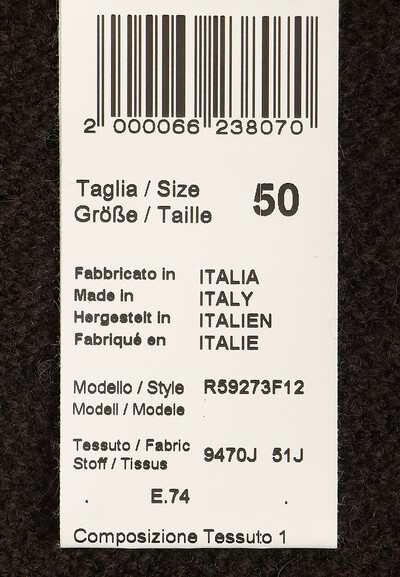 2 000066 238070
Taglia / Size 50
Größe / Taille
Fabbricato in ITALIA
Made in ITALY
Hergestelt in ITALIEN
Fabriqué en ITALIE
Modello / Style R59273F12
Modell / Modele
Tessuto / Fabric 9470J 51J
Stoff / Tissus
. E.74 .
Composizione Tessuto 1